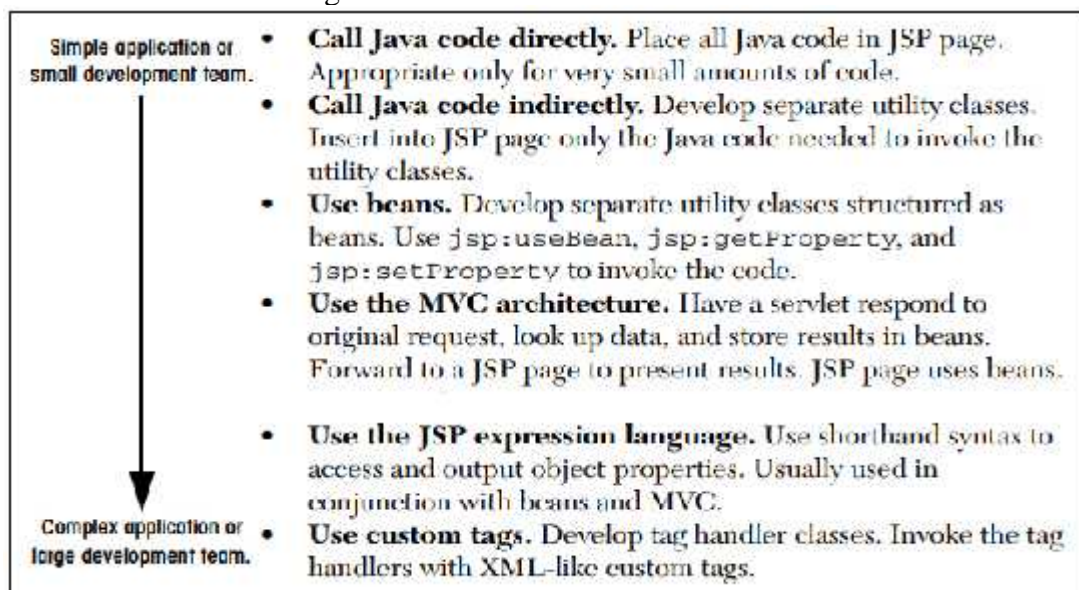 Simple application or
small development team.
• Call Java code directly. Place all Java code in JSP page.
Appropriate only for very small amounts of code.
• Call Java code indirectly. Develop separate utility classes.
Insert into JSP page only the Java code needed to invoke the
utility classes.
• Use beans. Develop separate utility classes structured as
beans. Use jsp:useBean, jsp:getProperty, and
jsp:setProperty to invoke the code.
• Use the MVC architecture. Have a servlet respond to
original request, look up data, and store results in beans.
Forward to a JSP page to present results. JSP page uses beans.
• Use the JSP expression language. Use shorthand syntax to
access and output object properties. Usually used in
conjunction with beans and MVC.
Complex application or
large development team.
• Use custom tags. Develop tag handler classes. Invoke the tag
handlers with XML-like custom tags.